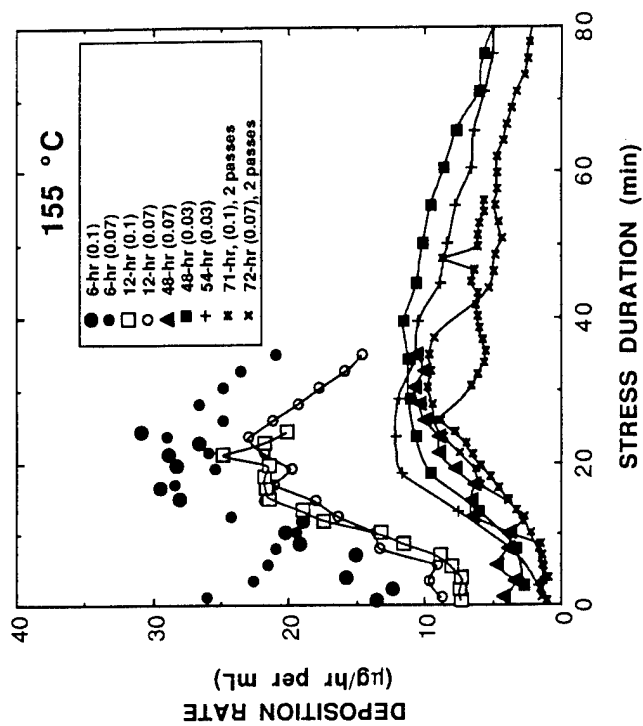 155 °C
6-hr (0.1)
6-hr (0.07)
12-hr (0.1)
12-hr (0.07)
48-hr (0.07)
48-hr (0.03)
54-hr (0.03)
71-hr, (0.1), 2 passes
72-hr (0.07), 2 passes
DEPOSITION RATE
(µg/hr per mL)
40
30
20
10
0
0
20
40
60
80
STRESS DURATION (min)